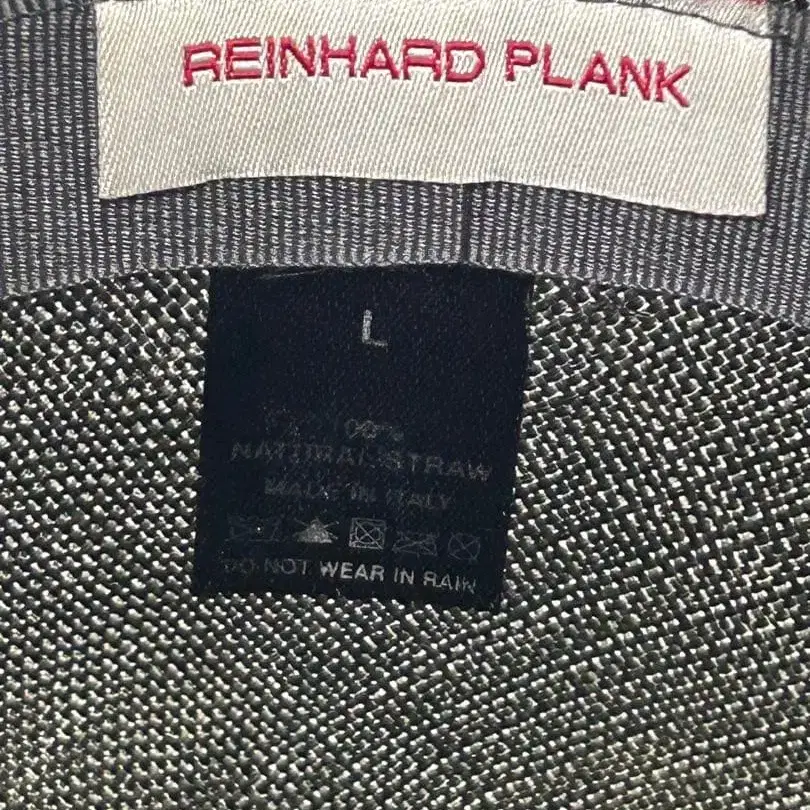 REINHARD PLANK
L
100%
NATURAL STRAW
MADE IN ITALY
DO NOT WEAR IN RAIN